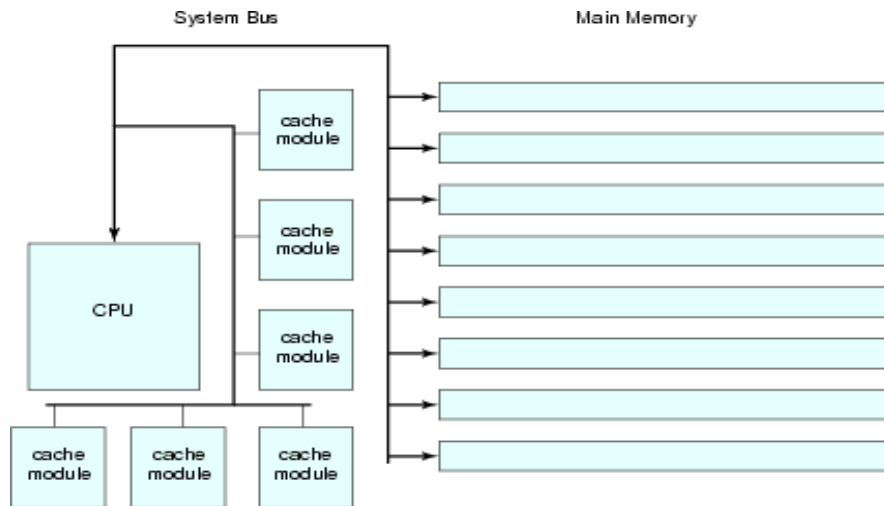 System Bus
Main Memory
cache
module
cache
module
CPU
cache
module
cache
module
cache
module
cache
module